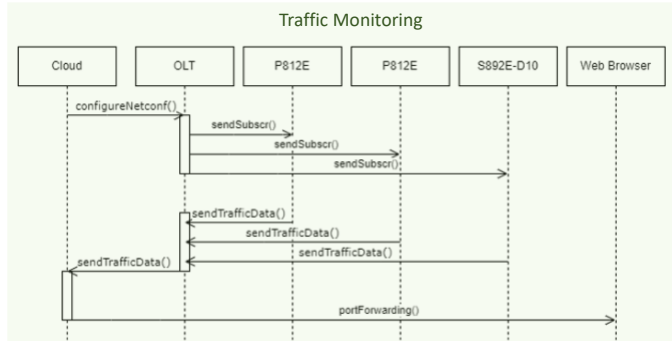 Traffic Monitoring
Cloud
OLT
P812E
P812E
S892E-D10
Web Browser
configureNetconf()
sendSubscr()
sendSubscr()
sendSubscr()
sendTrafficData()
sendTrafficData()
sendTrafficData()
sendTrafficData()
portForwarding()